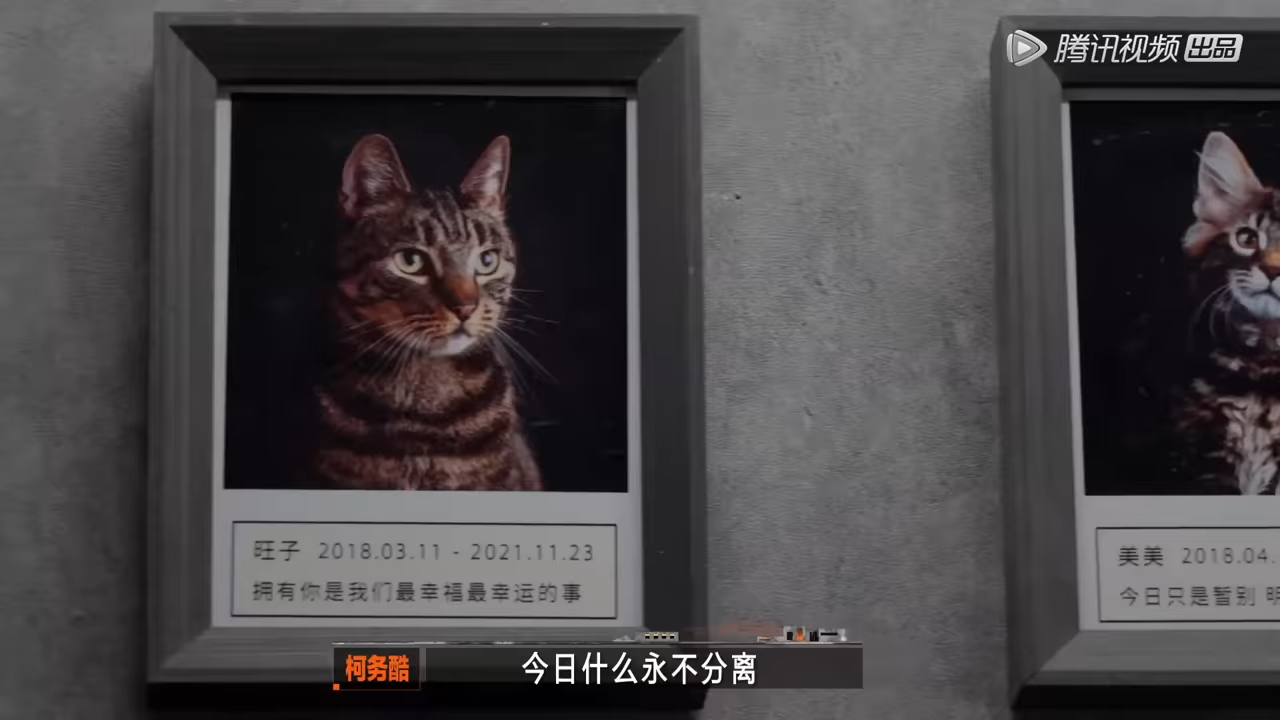 腾讯视频 出品
旺子 2018.03.11 - 2021.11.23
拥有你是我们最幸福最幸运的事
美美 2018.04.
今日只是暂别
柯务酷
今日什么永不分离